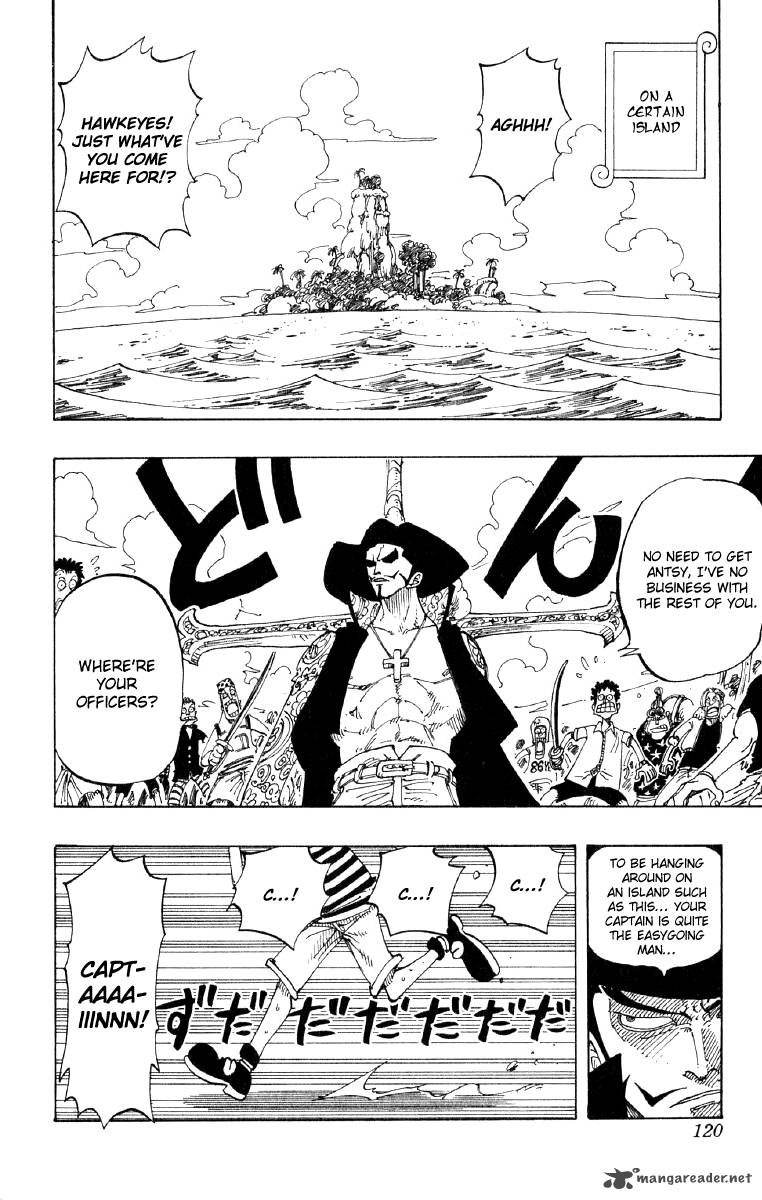 ON A
CERTAIN
ISLAND
AGHHH!
HAWKEYES!
JUST WHAT'VE
YOU COME
HERE FOR!?
NO NEED TO GET
ANTSY, I'VE NO
BUSINESS WITH
THE REST OF YOU.
どん
WHERE'RE
YOUR
OFFICERS?
86
TO BE HANGING
AROUND ON
AN ISLAND SUCH
AS THIS... YOUR
CAPTAIN IS QUITE
THE EASYGOING
MAN...
C...!
C...!
C...!
CAPT-
AAAA-
IIINNN!
ずだだだだだだ
120
mangareader.net